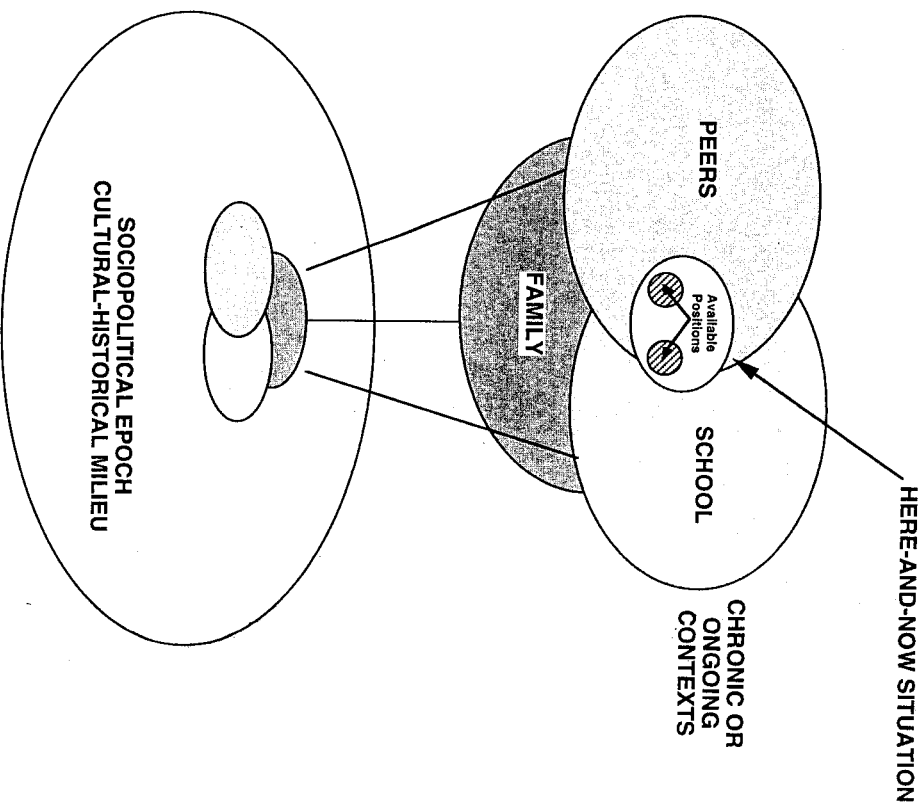 HERE-AND-NOW SITUATION
CHRONIC OR
ONGOING
CONTEXTS
PEERS
Available
Positions
SCHOOL
FAMILY
SOCIOPOLITICAL EPOCH
CULTURAL-HISTORICAL MILIEU